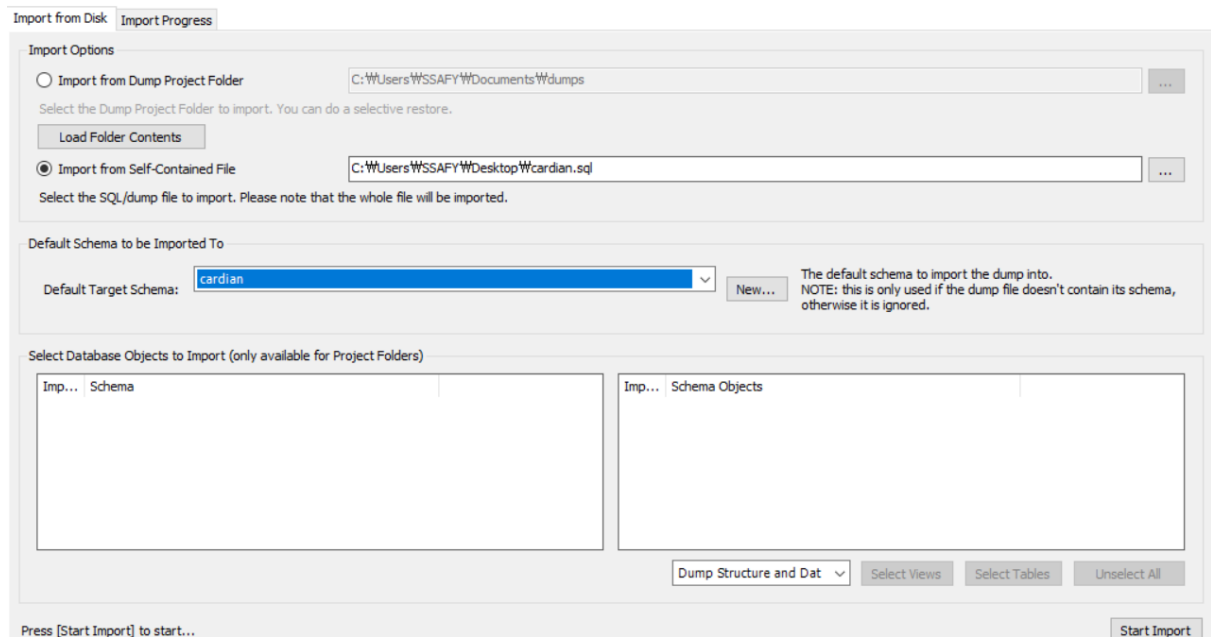 Import from Disk Import Progress
Import Options
Import from Dump Project Folder C:₩Users₩SSAFY₩Documents₩dumps ...
Select the Dump Project Folder to import. You can do a selective restore.
Load Folder Contents
Import from Self-Contained File C:₩Users₩SSAFY₩Desktop₩cardian.sql ...
Select the SQL/dump file to import. Please note that the whole file will be imported.
Default Schema to be Imported To
Default Target Schema: cardian New... The default schema to import the dump into.
NOTE: this is only used if the dump file doesn't contain its schema,
otherwise it is ignored.
Select Database Objects to Import (only available for Project Folders)
Imp... Schema Imp... Schema Objects
Dump Structure and Dat Select Views Select Tables Unselect All
Press [Start Import] to start... Start Import